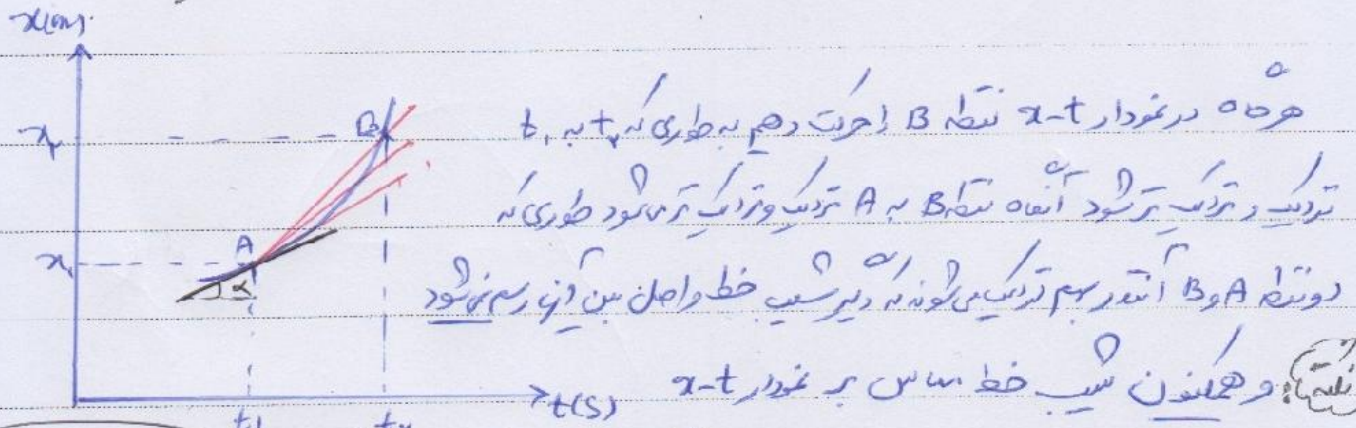 x(m)
هرگاه در نمودار x-t نقطه B را حرکت دهیم به طوری که t₂ به t₁
نزدیک و نزدیک تر شود آنگاه نقطه B به A نزدیک و نزدیک تر می شود طوری که
دو نقطه A و B آنقدر بهم نزدیک می شوند که دیگر شیب خط واصل بین آن رسم نمی شود
نکته: و همکنون شیب خط مماس بر نمودار x-t
x₂
B
A
x₁
α
t₁
t₂
t(s)